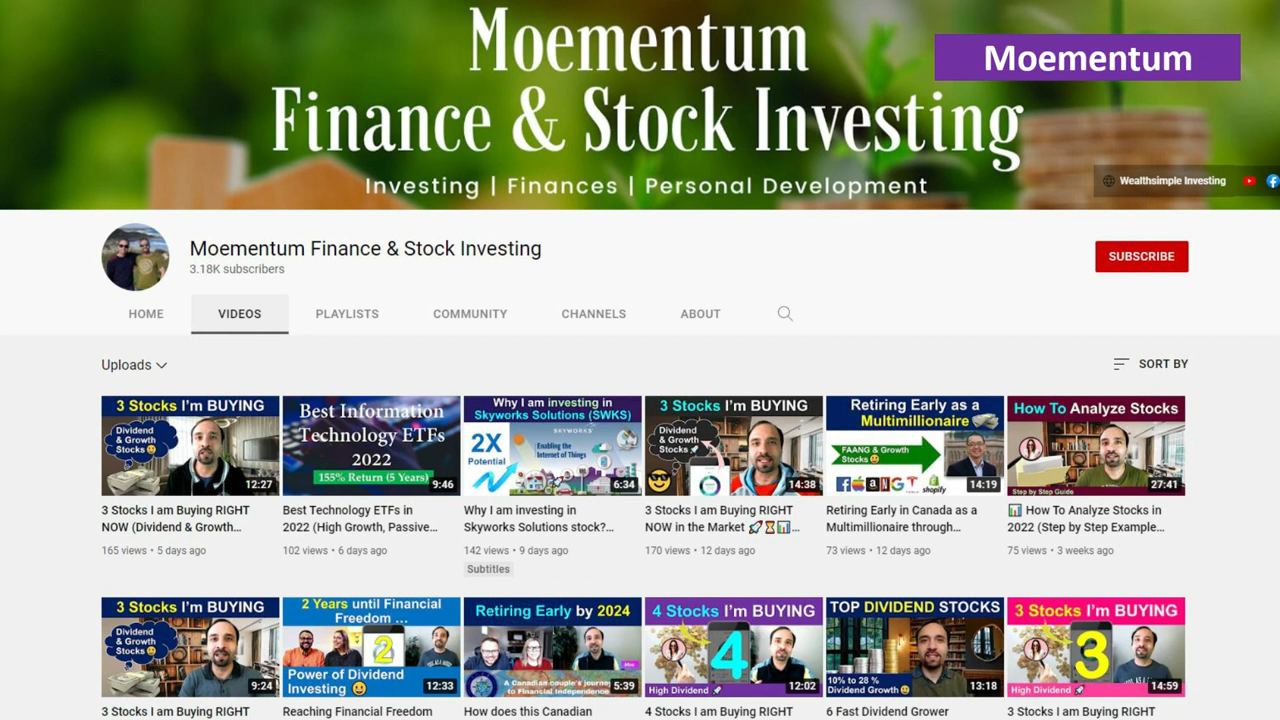 Moementum
Finance & Stock Investing
Investing | Finances | Personal Development
Moementum
Wealthsimple Investing
Moementum Finance & Stock Investing
3.18K subscribers
SUBSCRIBE
HOME VIDEOS PLAYLISTS COMMUNITY CHANNELS ABOUT
Uploads
SORT BY
3 Stocks I'm BUYING
Dividend
& Growth
Stocks
12:27
3 Stocks I am Buying RIGHT
NOW (Dividend & Growth...
165 views • 5 days ago
Best Information
Technology ETFs
2022
155% Return (5 Years)
9:46
Best Technology ETFs in
2022 (High Growth, Passive...
102 views • 6 days ago
Why I am investing in
Skyworks Solutions (SWKS)
SKYWORKS
2X
Potential
Enabling the
Internet of Things
6:34
Why I am investing in
Skyworks Solutions stock?...
142 views • 9 days ago
Subtitles
3 Stocks I'm BUYING
Dividend
& Growth
Stocks
14:38
3 Stocks I am Buying RIGHT
NOW in the Market 🚀⏳📊...
170 views • 12 days ago
Retiring Early as a
Multimillionaire
FAANG & Growth
Stocks
shopify
14:19
Retiring Early in Canada as a
Multimillionaire through...
73 views • 12 days ago
How To Analyze Stocks
Step by Step Guide
27:41
📊 How To Analyze Stocks in
2022 (Step by Step Example...
75 views • 3 weeks ago
3 Stocks I'm BUYING
Dividend
& Growth
Stocks
9:24
3 Stocks I am Buying RIGHT
2 Years until Financial
Freedom ...
2
Power of Dividend
Investing
12:33
Reaching Financial Freedom
Retiring Early by 2024
A Canadian couple's journey
to Financial Independence
5:39
How does this Canadian
4 Stocks I'm BUYING
4
High Dividend
12:02
4 Stocks I am Buying RIGHT
TOP DIVIDEND STOCKS
10% to 28 %
Dividend Growth
13:18
6 Fast Dividend Grower
3 Stocks I'm BUYING
3
High Dividend
14:59
3 Stocks I am Buying RIGHT